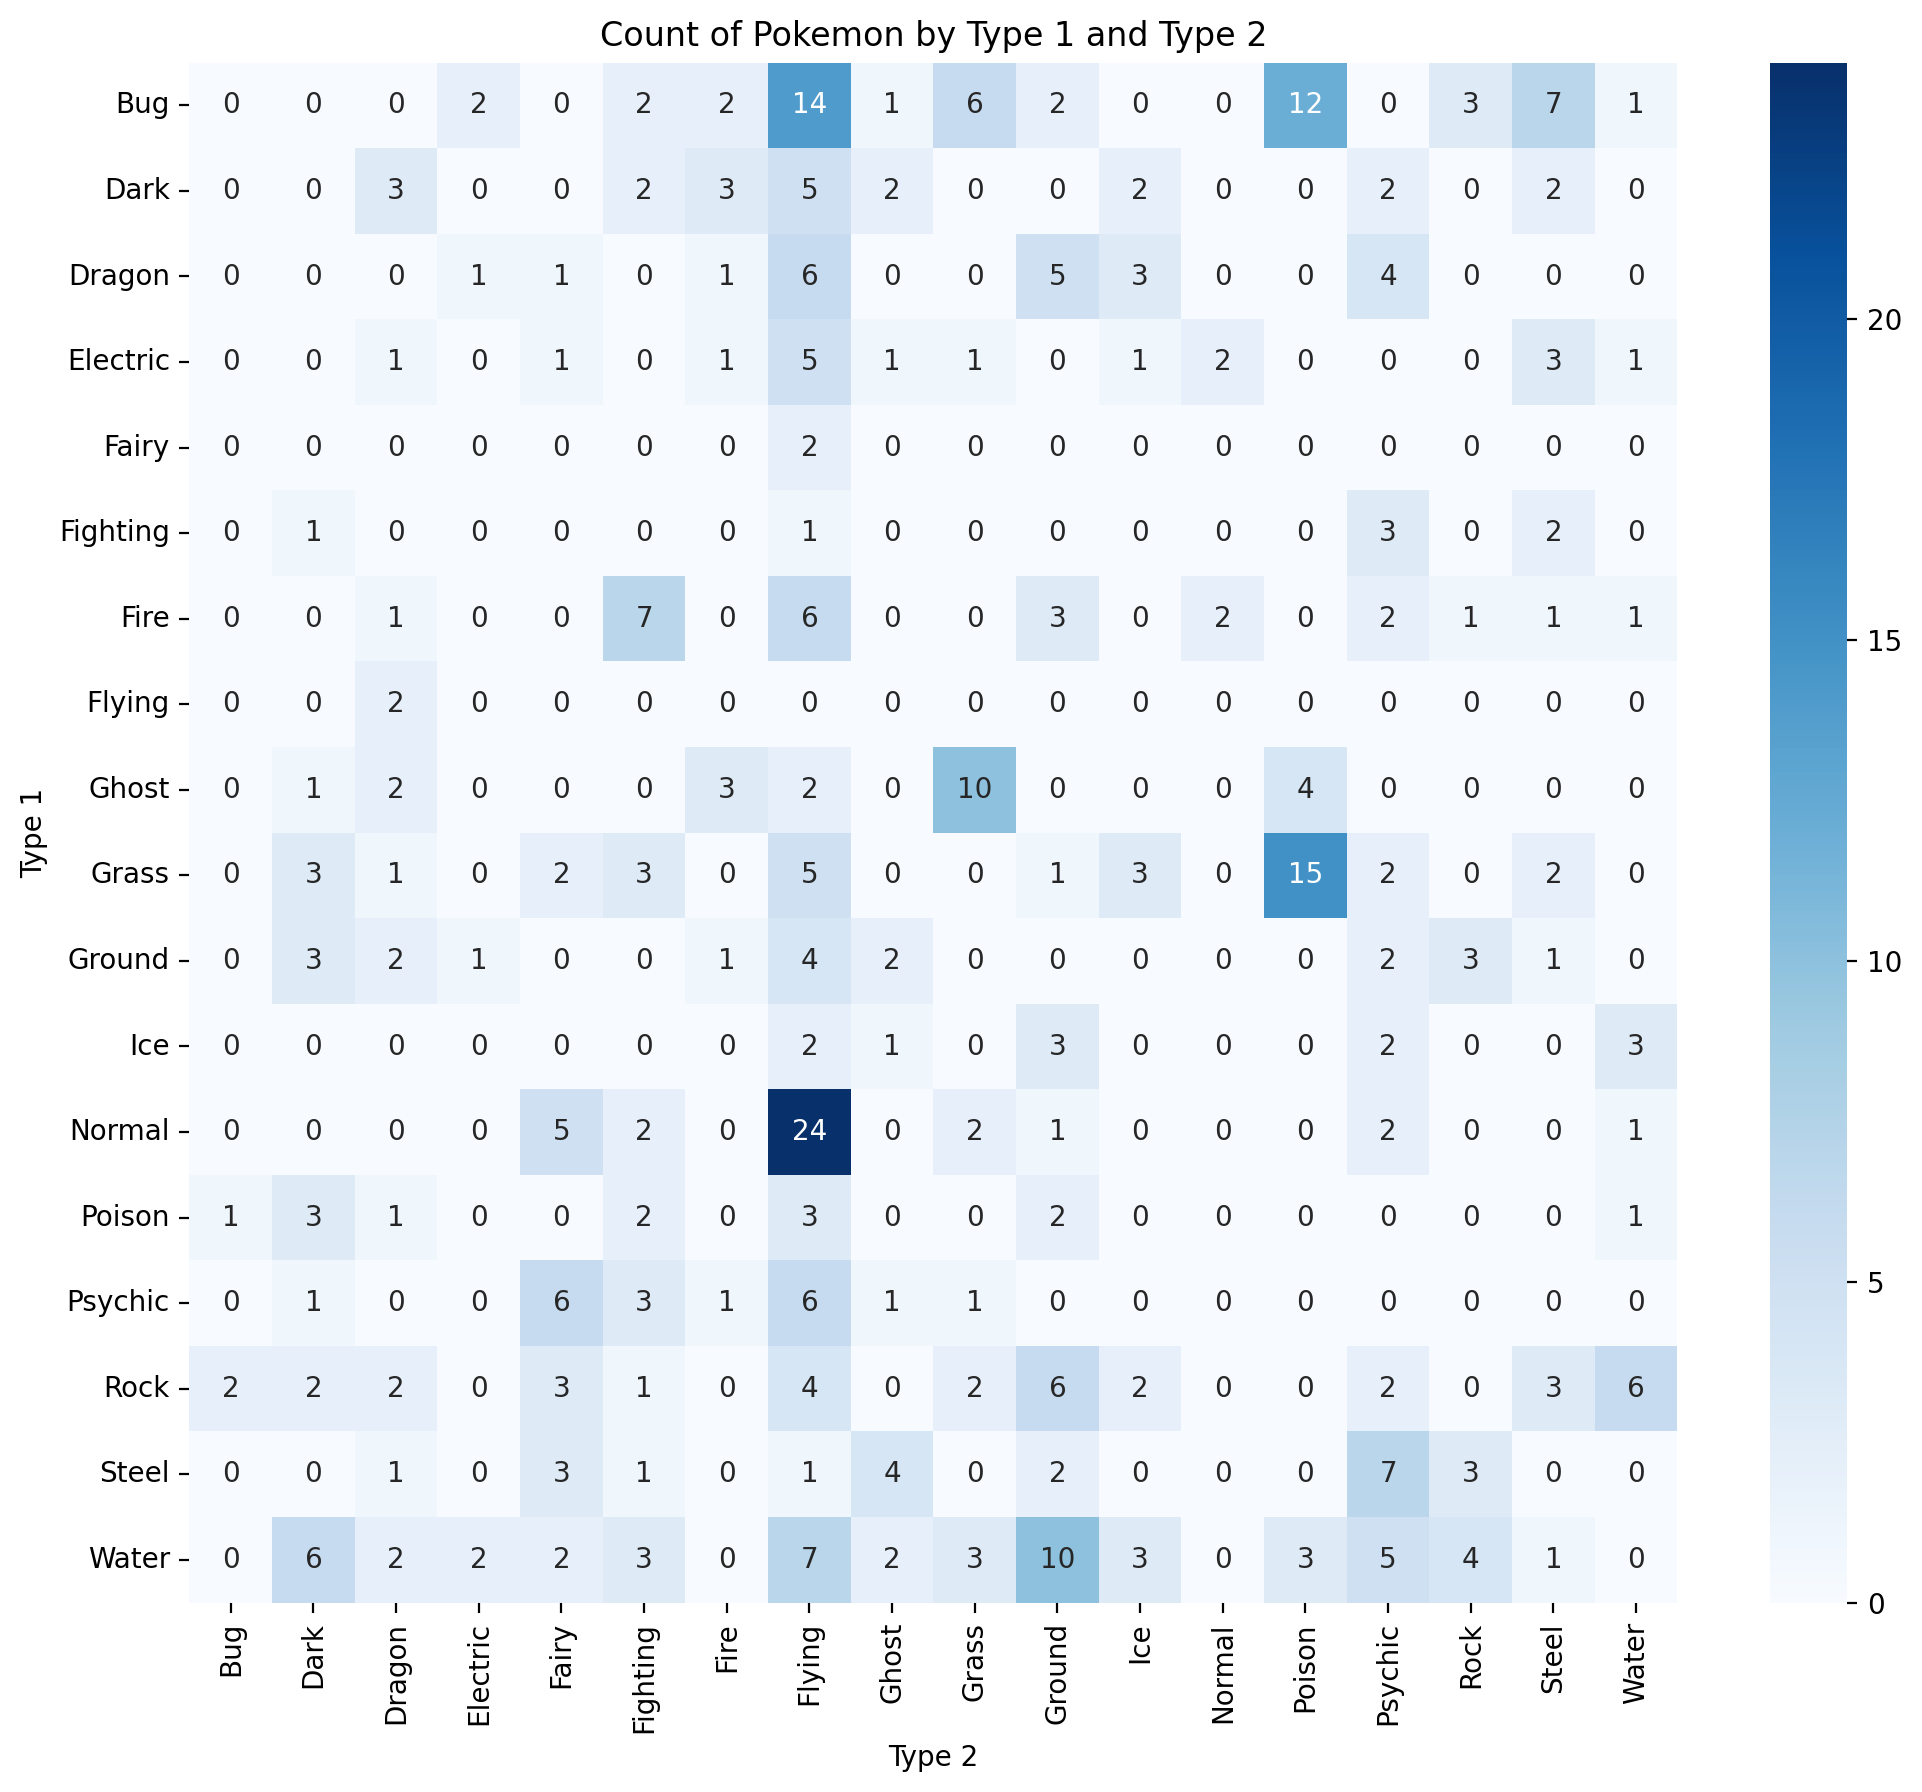 Count of Pokemon by Type 1 and Type 2
Type 1
Bug 0 0 0 2 0 2 2 14 1 6 2 0 0 12 0 3 7 1
Dark 0 0 3 0 0 2 3 5 2 0 0 2 0 0 2 0 2 0
Dragon 0 0 0 1 1 0 1 6 0 0 5 3 0 0 4 0 0 0
Electric 0 0 1 0 1 0 1 5 1 1 0 1 2 0 0 0 3 1
Fairy 0 0 0 0 0 0 0 2 0 0 0 0 0 0 0 0 0 0
Fighting 0 1 0 0 0 0 0 1 0 0 0 0 0 0 3 0 2 0
Fire 0 0 1 0 0 7 0 6 0 0 3 0 2 0 2 1 1 1
Flying 0 0 2 0 0 0 0 0 0 0 0 0 0 0 0 0 0 0
Ghost 0 1 2 0 0 0 3 2 0 10 0 0 0 4 0 0 0 0
Grass 0 3 1 0 2 3 0 5 0 0 1 3 0 15 2 0 2 0
Ground 0 3 2 1 0 0 1 4 2 0 0 0 0 0 2 3 1 0
Ice 0 0 0 0 0 0 0 2 1 0 3 0 0 0 2 0 0 3
Normal 0 0 0 0 5 2 0 24 0 2 1 0 0 0 2 0 0 1
Poison 1 3 1 0 0 2 0 3 0 0 2 0 0 0 0 0 0 1
Psychic 0 1 0 0 6 3 1 6 1 1 0 0 0 0 0 0 0 0
Rock 2 2 2 0 3 1 0 4 0 2 6 2 0 0 2 0 3 6
Steel 0 0 1 0 3 1 0 1 4 0 2 0 0 0 7 3 0 0
Water 0 6 2 2 2 3 0 7 2 3 10 3 0 3 5 4 1 0
Bug Dark Dragon Electric Fairy Fighting Fire Flying Ghost Grass Ground Ice Normal Poison Psychic Rock Steel Water
Type 2
20
15
10
5
0